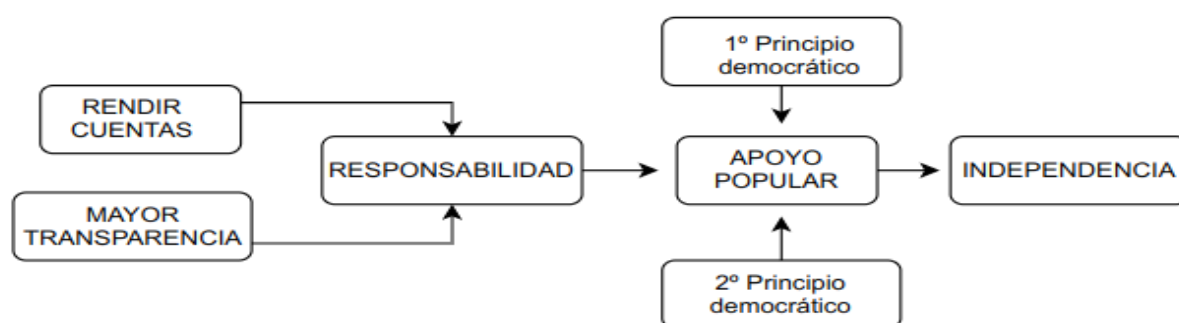 RENDIR
CUENTAS
MAYOR
TRANSPARENCIA
RESPONSABILIDAD
1º Principio
democrático
APOYO
POPULAR
2º Principio
democrático
INDEPENDENCIA